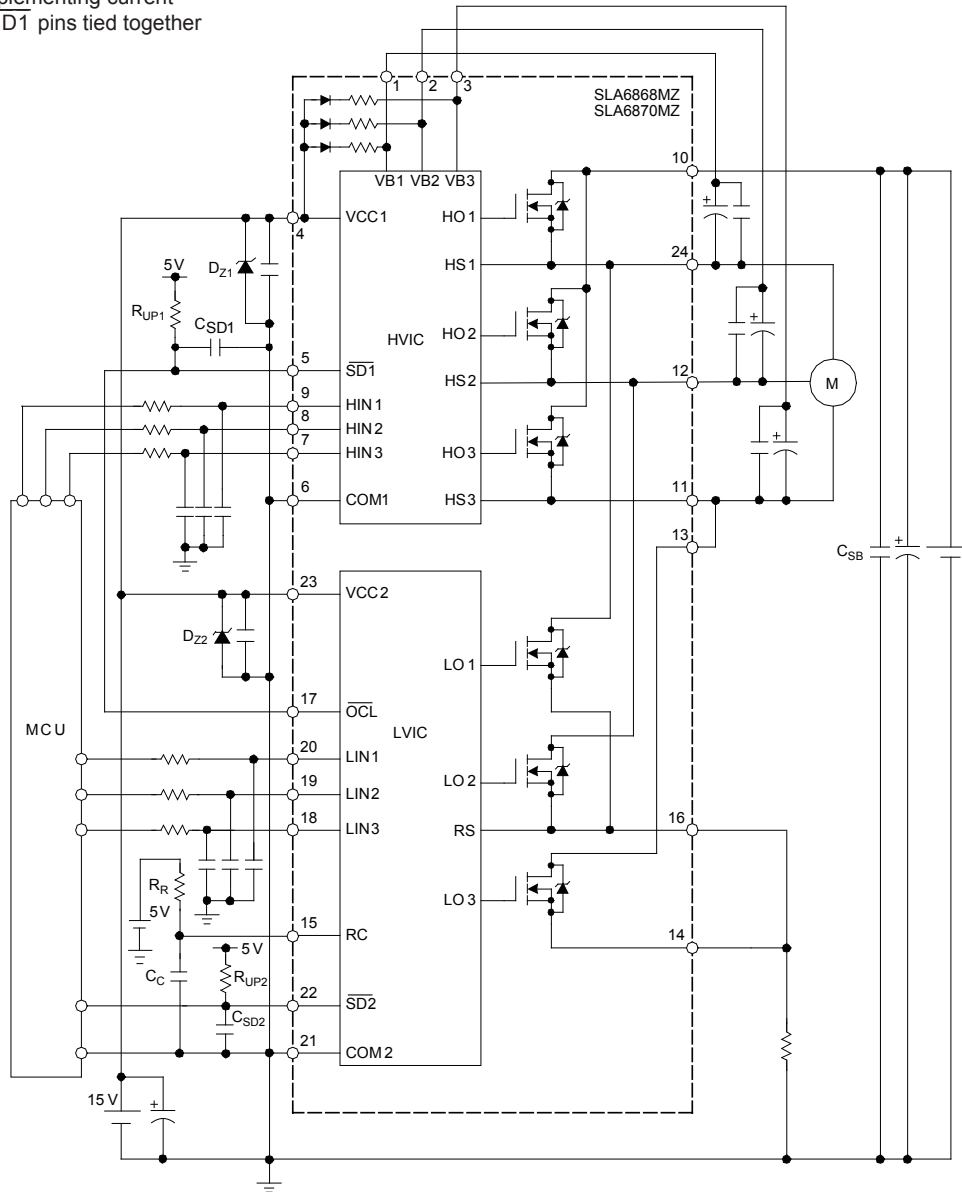 plementing current
D1 pins tied together
1
2
3
SLA6868MZ
SLA6870MZ
10
VB1 VB2 VB3
VCC1
HO1
4
24
5V
DZ1
HS1
RUP1
CSD1
HO2
HVIC
5
SD1
HS2
12
M
9
HIN1
8
HIN2
7
HIN3
HO3
6
COM1
HS3
11
13
CSB
23
VCC2
DZ2
LO1
17
OCL
MCU
LVIC
20
LIN1
19
LIN2
LO2
18
LIN3
RS
16
RR
5V
LO3
15
RC
14
5V
CC
RUP2
22
SD2
CSD2
21
COM2
15V